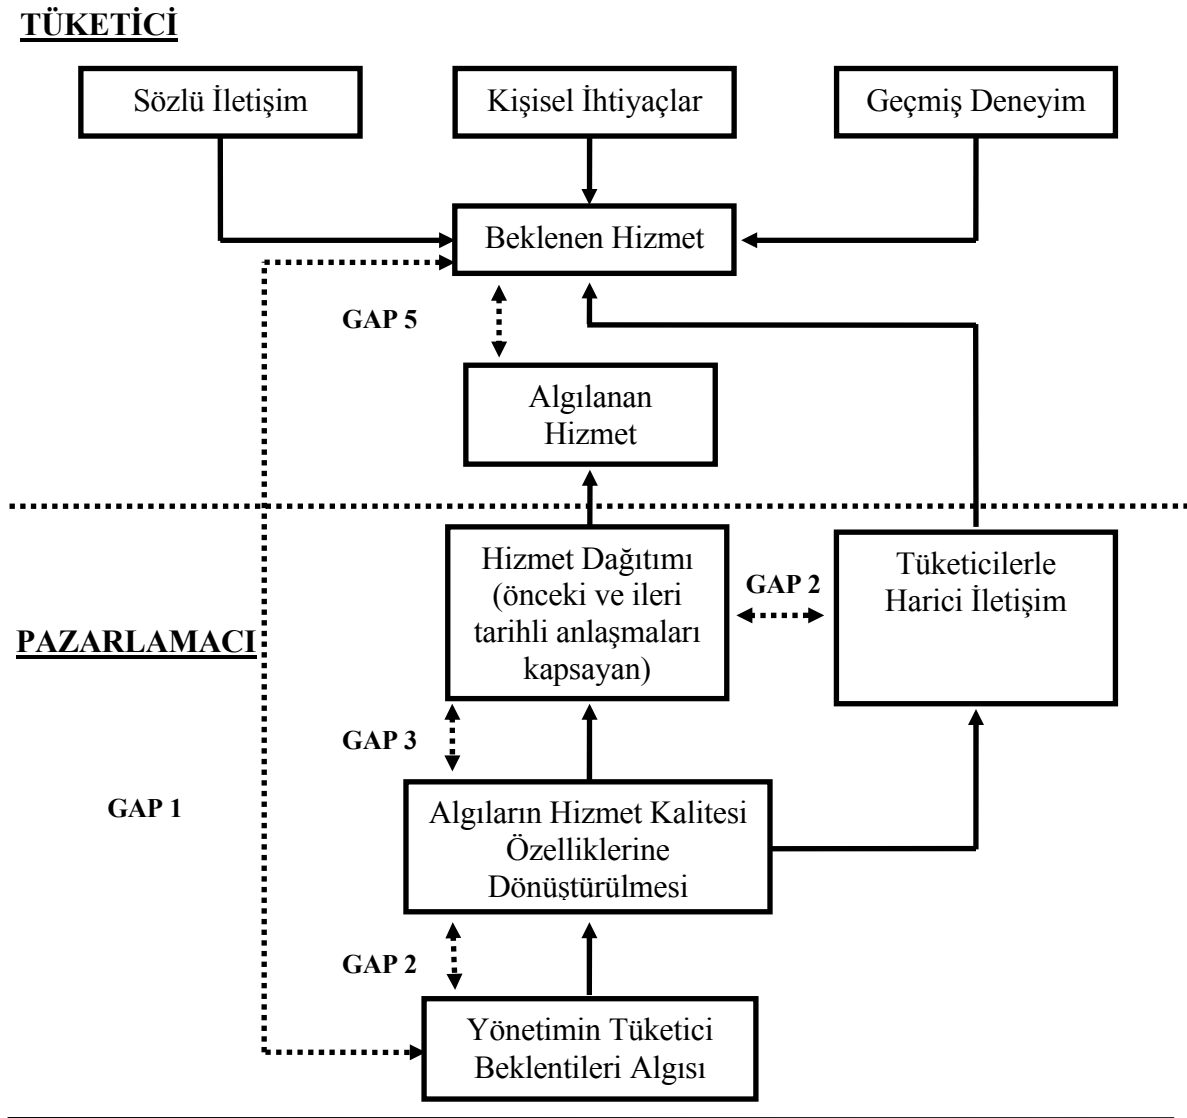 TÜKETİCİ
Sözlü İletişim
Kişisel İhtiyaçlar
Geçmiş Deneyim
Beklenen Hizmet
GAP 5
Algılanan
Hizmet
Hizmet Dağıtımı
(önceki ve ileri
tarihli anlaşmaları
kapsayan)
GAP 2
Tüketicilerle
Harici İletişim
PAZARLAMACI
GAP 3
GAP 1
Algıların Hizmet Kalitesi
Özelliklerine
Dönüştürülmesi
GAP 2
Yönetimin Tüketici
Beklentileri Algısı